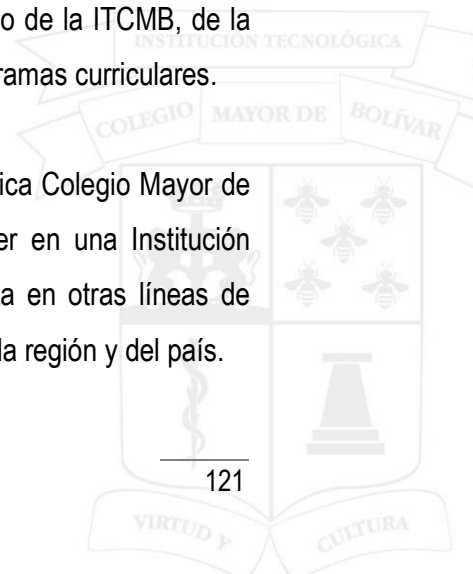 o de la ITCMB, de la
INSTITUCIÓN TECNOLÓGICA
ramas curriculares.
COLEGIO MAYOR DE BOLÍVAR
ica Colegio Mayor de
er en una Institución
a en otras líneas de
la región y del país.
121
VIRTUD Y CULTURA